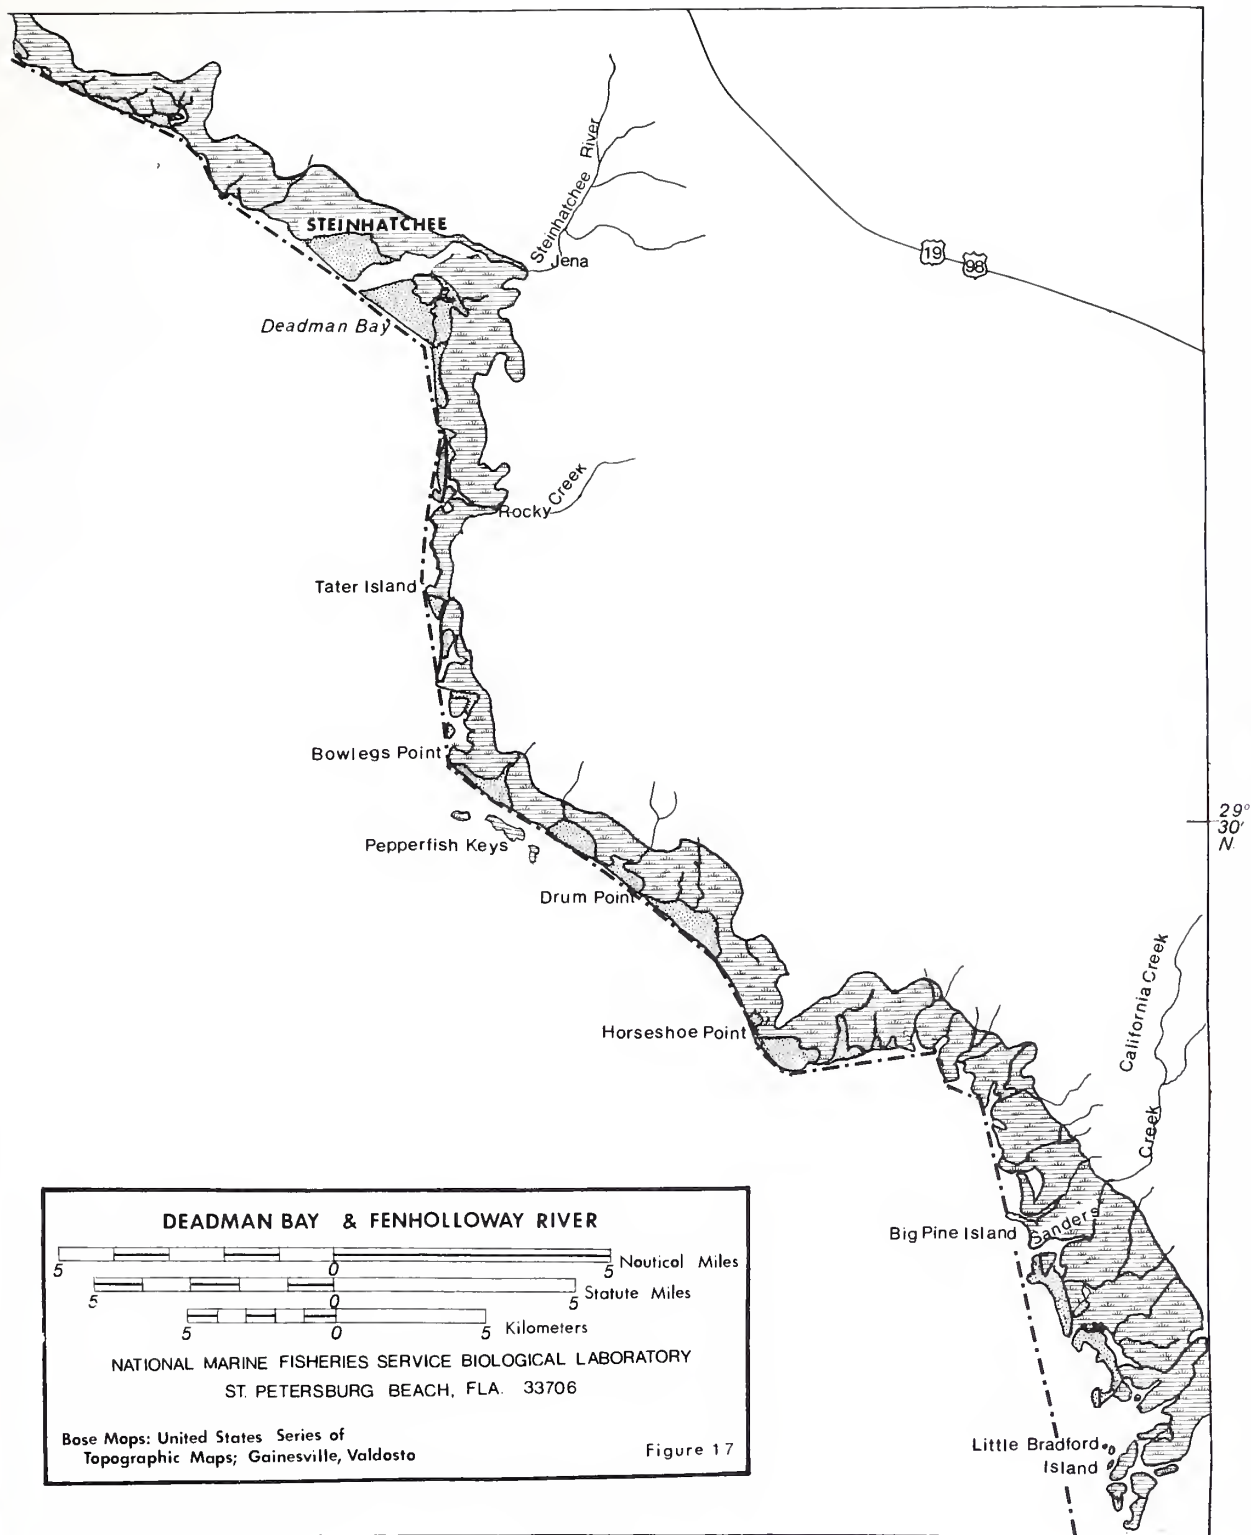 Steinhatchee River
19
98
STEINHATCHEE
Jena
Deadman Bay
Rocky Creek
Tater Island
Bowlegs Point
29°
30'
N.
Pepperfish Keys
Drum Point
California Creek
Horseshoe Point
Creek
Sanders
Big Pine Island
DEADMAN BAY & FENHOLLOWAY RIVER
5 0 5 Nouticol Miles
5 0 5 Statute Miles
5 0 5 Kilometers
NATIONAL MARINE FISHERIES SERVICE BIOLOGICAL LABORATORY
ST. PETERSBURG BEACH, FLA. 33706
Bose Mops: United States Series of
Topographic Maps; Gainesville, Valdosto
Figure 17
Little Bradford
Island